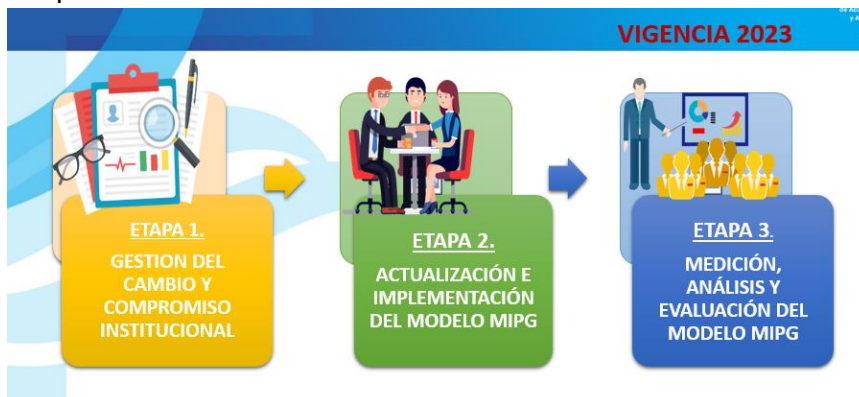 VIGENCIA 2023
ETAPA 1.
GESTION DEL
CAMBIO Y
COMPROMISO
INSTITUCIONAL
ETAPA 2.
ACTUALIZACIÓN E
IMPLEMENTACIÓN
DEL MODELO MIPG
ETAPA 3.
MEDICIÓN,
ANÁLISIS Y
EVALUACIÓN DEL
MODELO MIPG